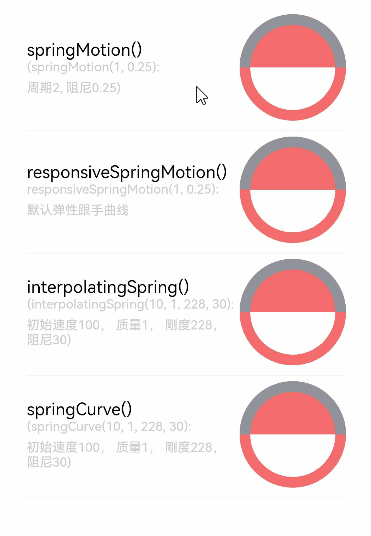 springMotion()
(springMotion(1, 0.25):
周期2, 阻尼0.25)
responsiveSpringMotion()
responsiveSpringMotion(1, 0.25):
默认弹性跟手曲线
interpolatingSpring()
(interpolatingSpring(10, 1, 228, 30):
初始速度100， 质量1， 刚度228，
阻尼30)
springCurve()
(springCurve(10, 1, 228, 30):
初始速度100， 质量1， 刚度228，
阻尼30)